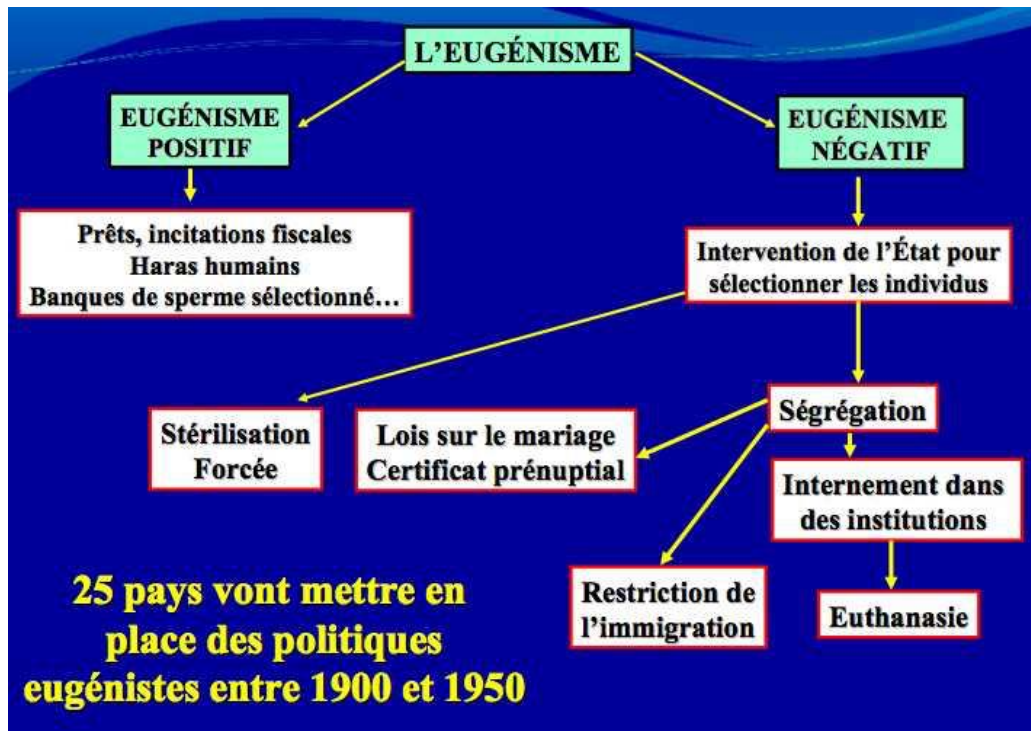 L'EUGÉNISME
EUGÉNISME
POSITIF
EUGÉNISME
NÉGATIF
Prêts, incitations fiscales
Haras humains
Banques de sperme sélectionné…
Intervention de l'État pour
sélectionner les individus
Stérilisation
Forcée
Lois sur le mariage
Certificat prénuptial
Ségrégation
Internement dans
des institutions
Restriction de
l'immigration
Euthanasie
25 pays vont mettre en
place des politiques
eugénistes entre 1900 et 1950